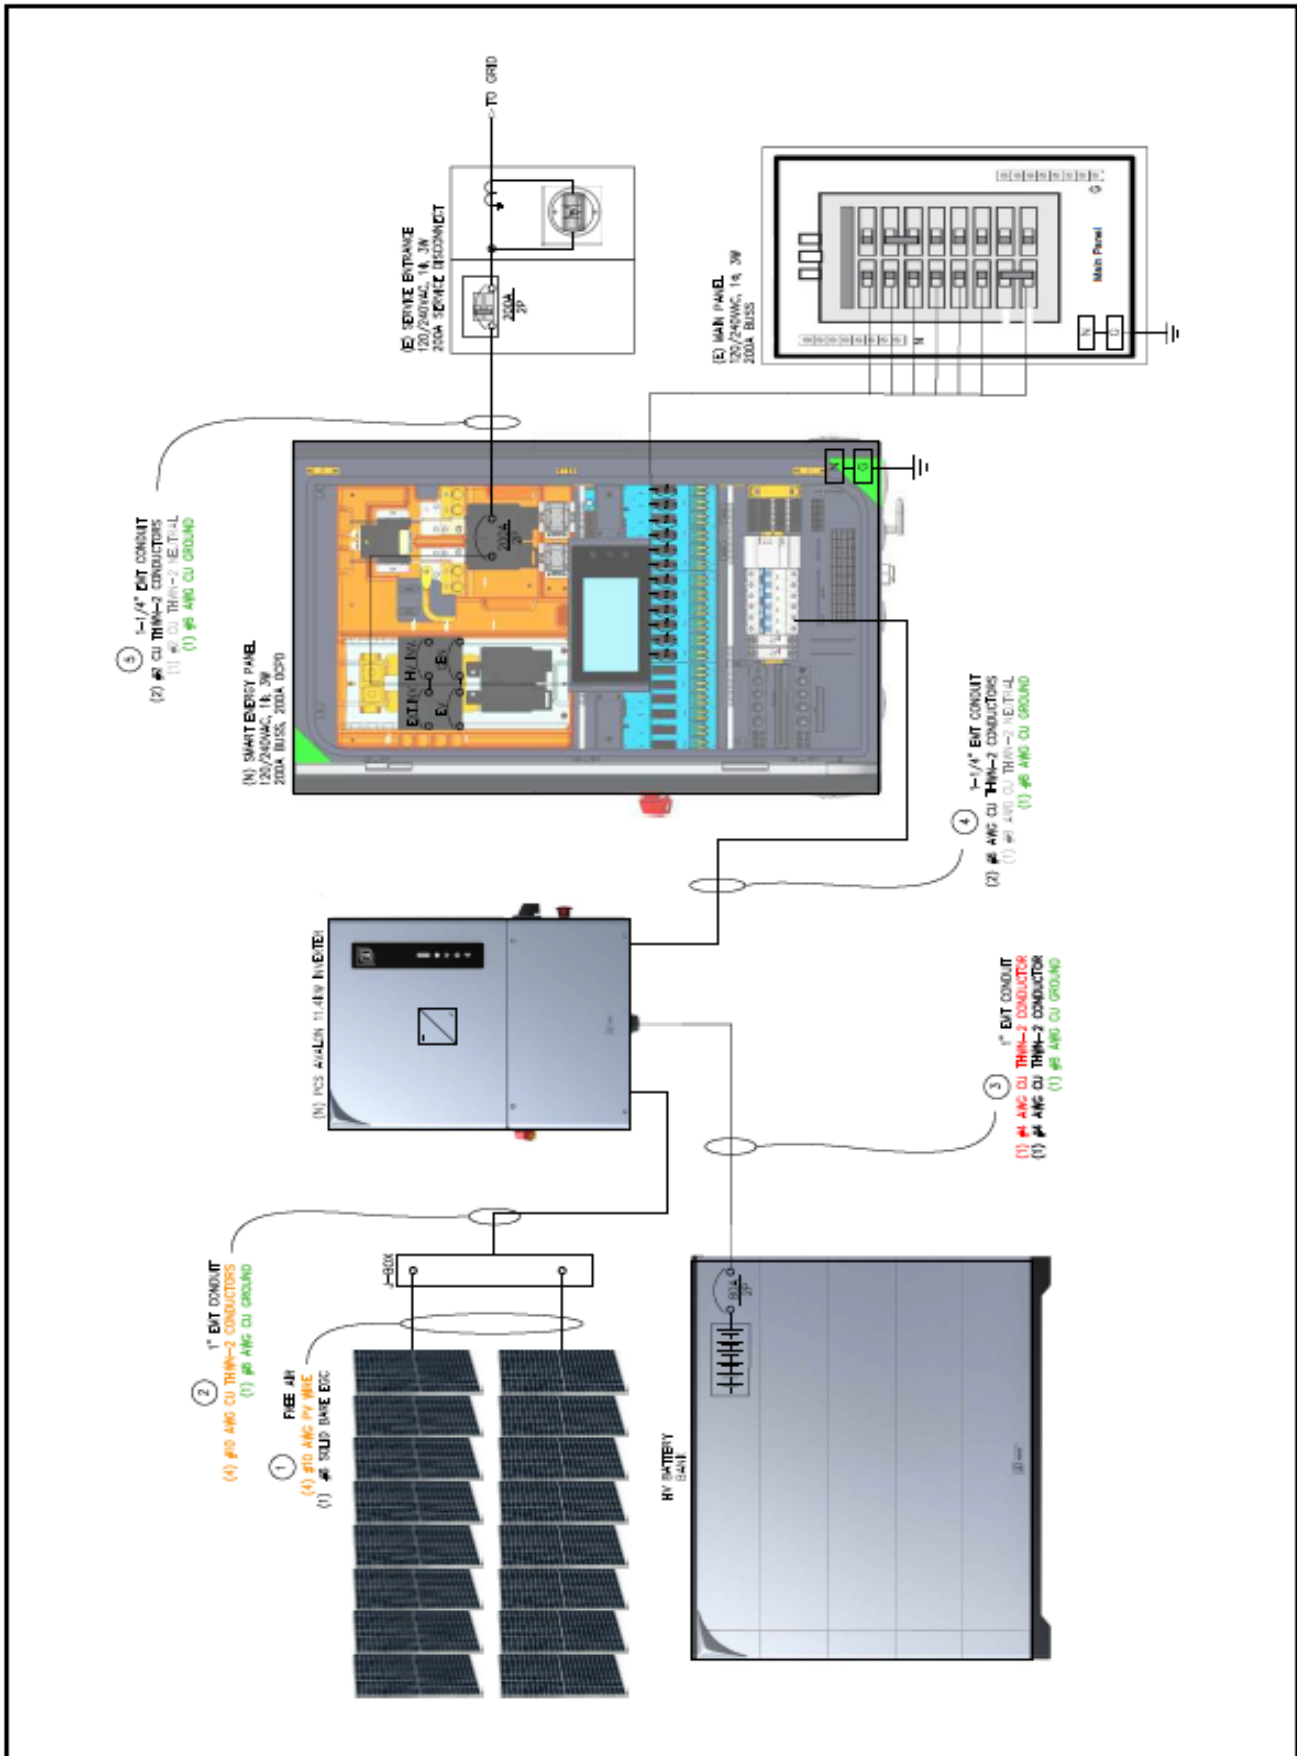 TO GRID
(E) SERVICE ENTRANCE
120/240VAC, 1Φ, 3W
200A SERVICE DISCONNECT
200A
2P
(E) MAIN PANEL
120/240VAC, 1Φ, 3W
200A BUSS
N
G
Main Panel
N
G
5
1-1/4" EMT CONDUIT
(2) #2 CU THWN-2 CONDUCTORS
(1) #2 CU THWN-2 NEUTRAL
(1) #6 AWG CU GROUND
(N) SMART ENERGY PANEL
120/240VAC, 1Φ, 3W
200A BUSS, 200A OCPD
200A
2P
EXT.INV
HV_INV.
EV
GEN
N
G
4
1-1/4" EMT CONDUIT
(2) #6 AWG CU THWN-2 CONDUCTORS
(1) AWG CU THWN-2 NEUTRAL
(1) #8 AWG CU GROUND
(N) PCS AVALON 11.4kW INVERTER
3
1" EMT CONDUIT
(1) #4 AWG CU THWN-2 CONDUCTOR
(1) #4 AWG CU THWN-2 CONDUCTOR
(1) #8 AWG CU GROUND
2
1" EMT CONDUIT
(4) #10 AWG CU THWN-2 CONDUCTORS
(1) #8 AWG CU GROUND
J-BOX
1
FREE AIR
(4) #10 AWG PV WIRE
(1) #6 SOLID BARE EGC
HV BATTERY
BANK
80A
2P